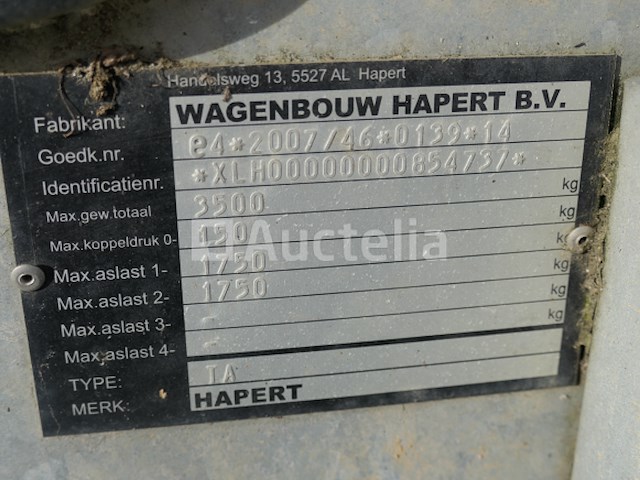 Handelsweg 13, 5527 AL Hapert
Fabrikant: WAGENBOUW HAPERT B.V.
Goedk.nr. e4*2007/46*0139*14
Identificatienr. *XLH00000000854737*
Max.gew.totaal 3500 kg
Max.koppeldruk 0- 150 kg
Max.aslast 1- 1750 kg
Max.aslast 2- 1750 kg
Max.aslast 3- - kg
Max.aslast 4- -
TYPE: TA
MERK: HAPERT
Auctelia